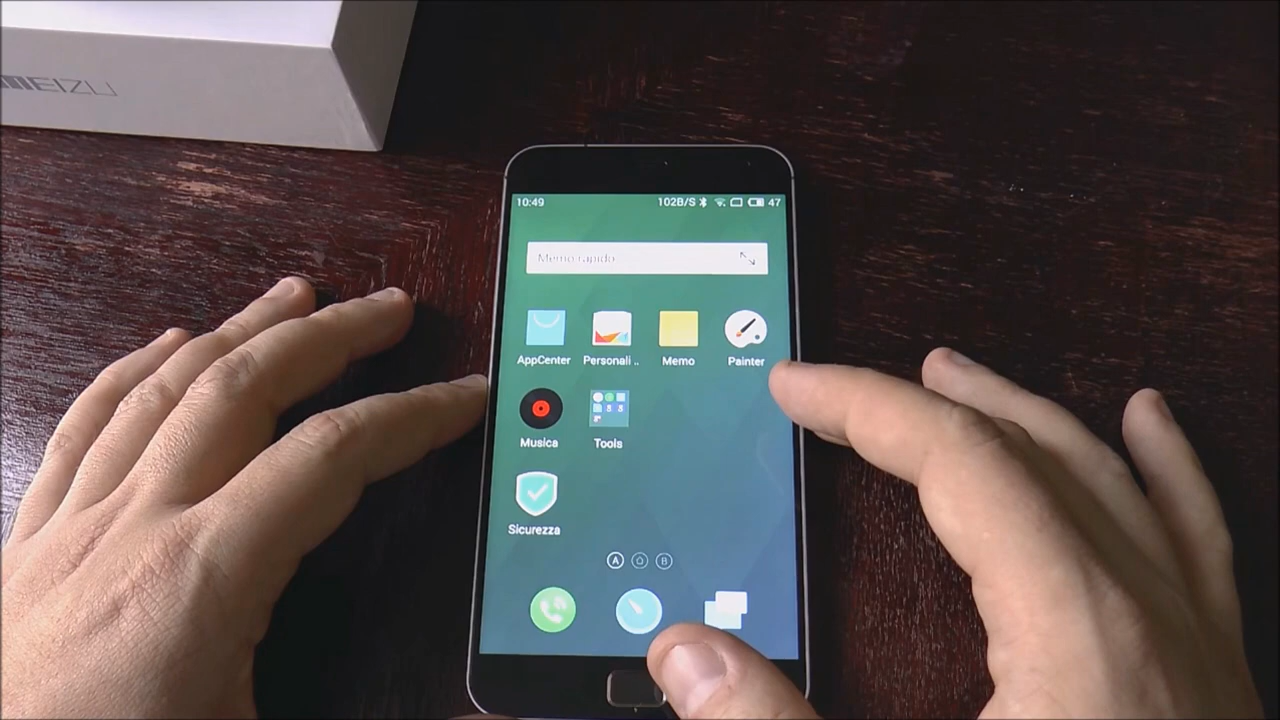 MEIZU
10:49 102B/S 47
Memo rapido
AppCenter Personali .. Memo Painter
Musica Tools
Sicurezza
A B